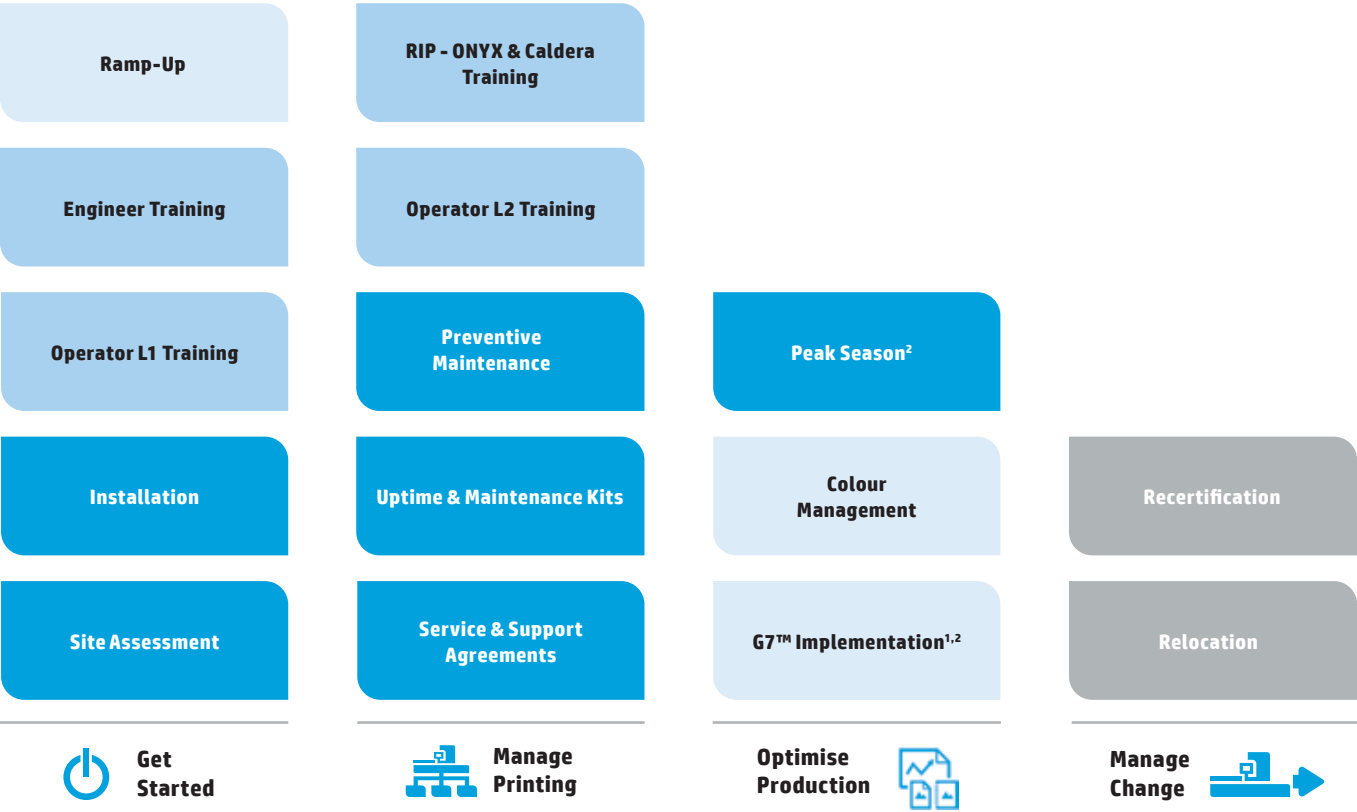 Ramp-Up
Engineer Training
Operator L1 Training
Installation
Site Assessment
Get
Started
RIP - ONYX & Caldera
Training
Operator L2 Training
Preventive
Maintenance
Uptime & Maintenance Kits
Service & Support
Agreements
Manage
Printing
Peak Season²
Colour
Management
G7™ Implementation¹,²
Optimise
Production
Recertification
Relocation
Manage
Change